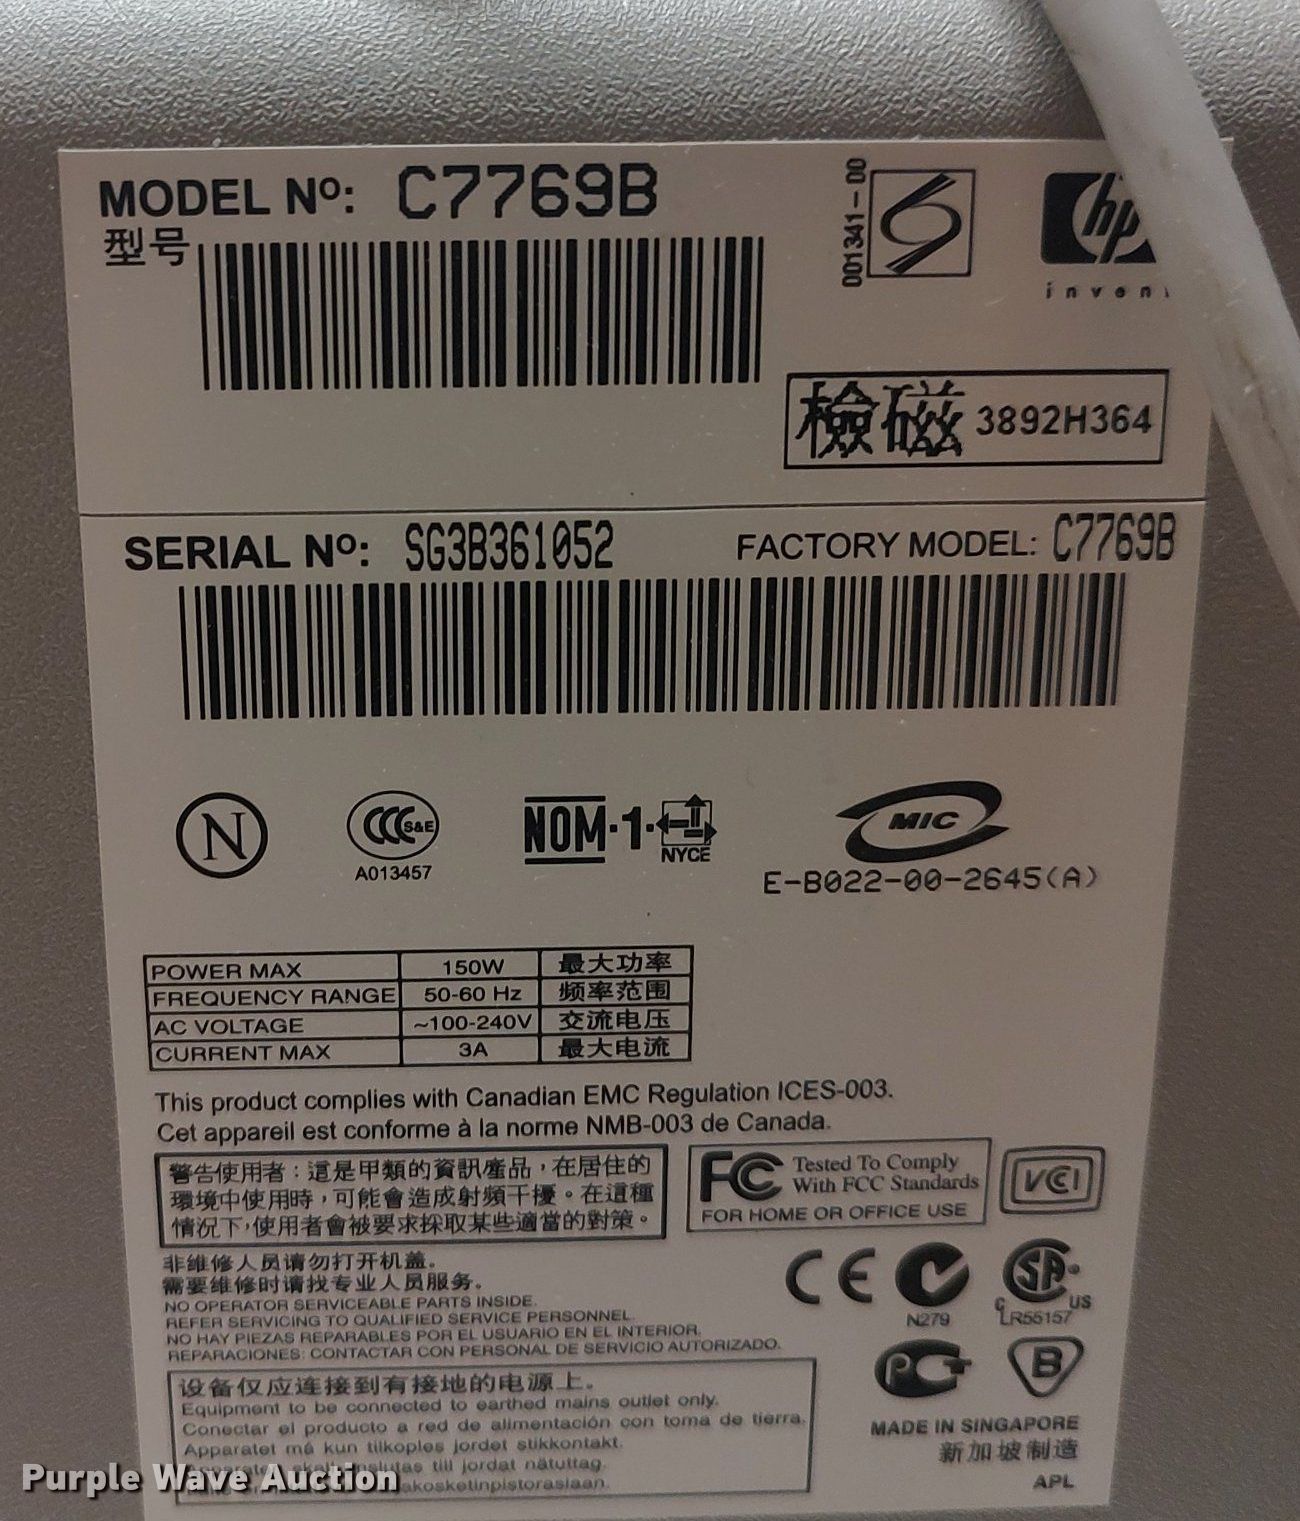 MODEL Nº: C7769B
型号
001341-00
hp
inven
檢磁 3892H364
SERIAL Nº: SG3B361052 FACTORY MODEL: C7769B
N
CCC S&E
A013457
NOM-1- NYCE
MIC
E-B022-00-2645(A)
POWER MAX 150W 最大功率
FREQUENCY RANGE 50-60 Hz 频率范围
AC VOLTAGE ~100-240V 交流电压
CURRENT MAX 3A 最大电流
This product complies with Canadian EMC Regulation ICES-003.
Cet appareil est conforme à la norme NMB-003 de Canada.
警告使用者：這是甲類的資訊產品，在居住的
環境中使用時，可能會造成射頻干擾。在這種
情況下，使用者會被要求採取某些適當的對策。
FC Tested To Comply
With FCC Standards
FOR HOME OR OFFICE USE
VCI
非维修人员请勿打开机盖。
需要维修时请找专业人员服务。
NO OPERATOR SERVICEABLE PARTS INSIDE.
REFER SERVICING TO QUALIFIED SERVICE PERSONNEL.
NO HAY PIEZAS REPARABLES POR EL USUARIO EN EL INTERIOR.
REPARACIONES: CONTACTAR CON PERSONAL DE SERVICIO AUTORIZADO.
CE
N279
C SA US
LR55157
PC+
B
设备仅应连接到有接地的电源上。
Equipment to be connected to earthed mains outlet only.
Conectar el producto a red de alimentación con toma de tierra.
Apparatet må kun tilkoples jordet stikkontakt.
till jordat nätuttag.
MADE IN SINGAPORE
新加坡制造
APL
Purple Wave Auction